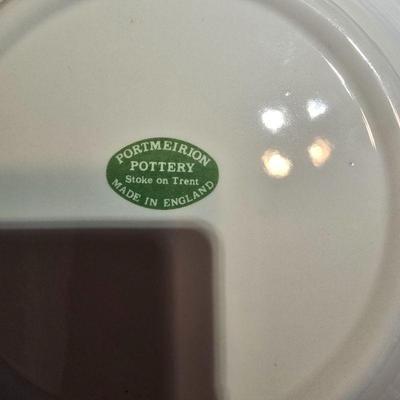 PORTMEIRION
POTTERY
Stoke on Trent
MADE IN ENGLAND